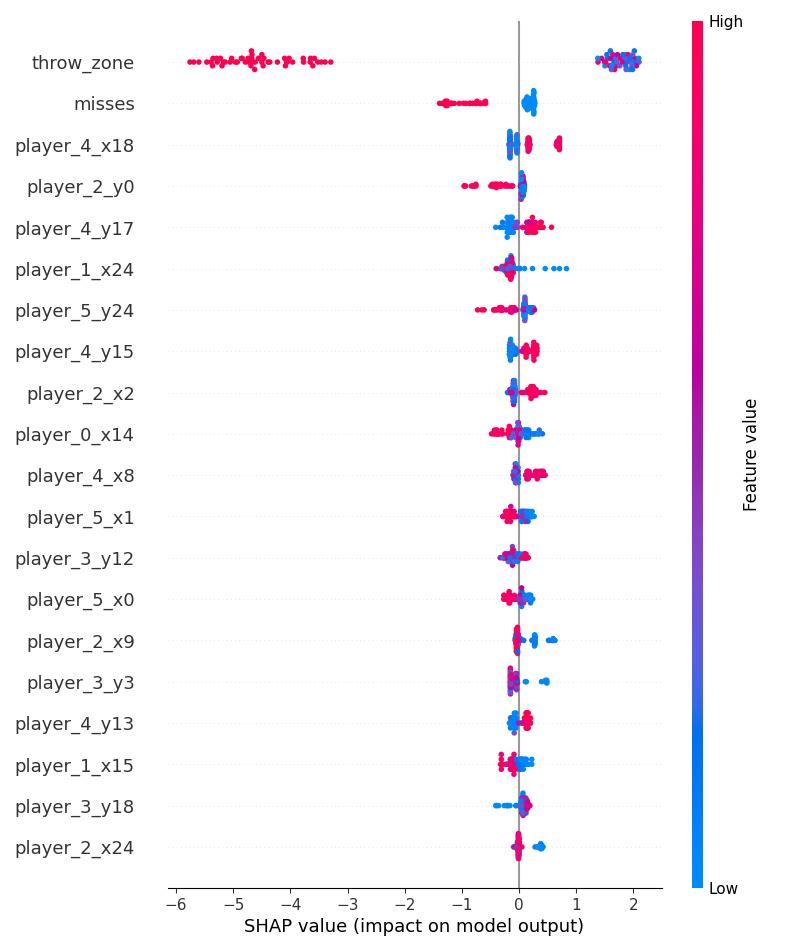 High
throw_zone
misses
player_4_x18
player_2_y0
player_4_y17
player_1_x24
player_5_y24
player_4_y15
player_2_x2
player_0_x14
player_4_x8
player_5_x1
player_3_y12
player_5_x0
player_2_x9
player_3_y3
player_4_y13
player_1_x15
player_3_y18
player_2_x24
Feature value
Low
−6 −5 −4 −3 −2 −1 0 1 2
SHAP value (impact on model output)